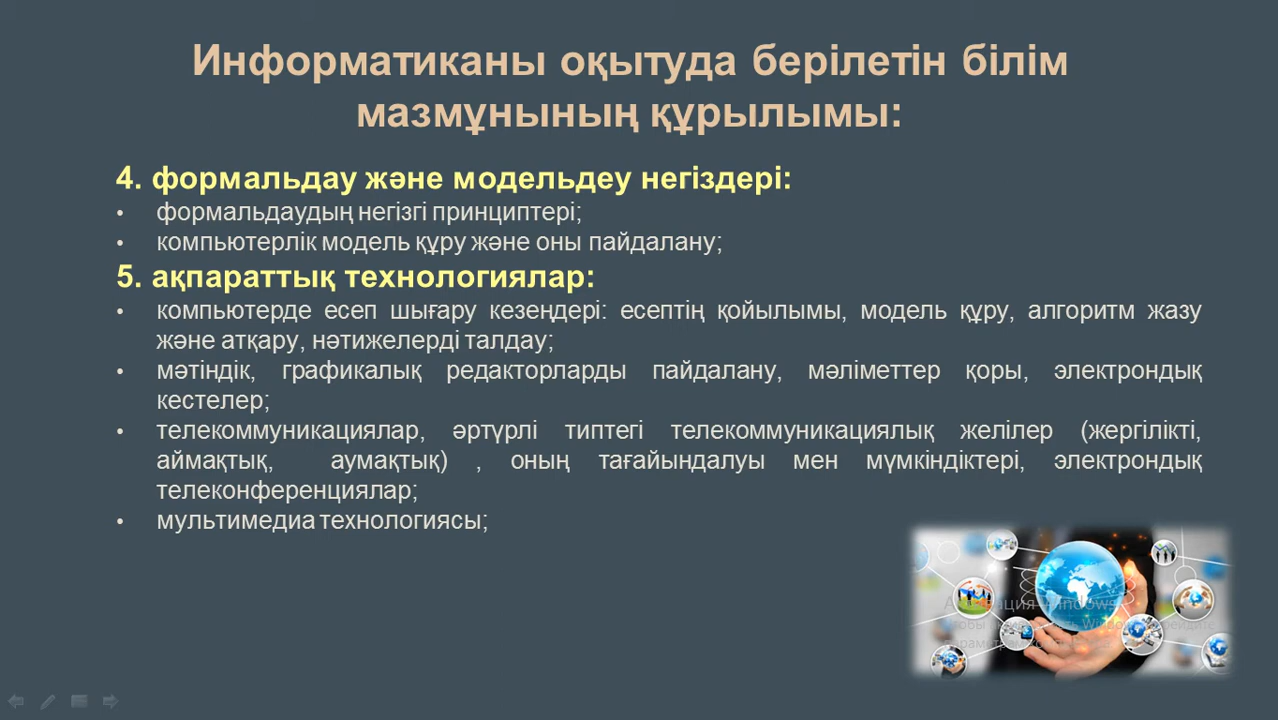 Информатиканы оқытуда берілетін білім
мазмұнының құрылымы:
4. формальдау және модельдеу негіздері:
• формальдаудың негізгі принциптері;
• компьютерлік модель құру және оны пайдалану;
5. ақпараттық технологиялар:
• компьютерде есеп шығару кезеңдері: есептің қойылымы, модель құру, алгоритм жазу
және атқару, нәтижелерді талдау;
• мәтіндік, графикалық редакторларды пайдалану, мәліметтер қоры, электрондық
кестелер;
• телекоммуникациялар, әртүрлі типтегі телекоммуникациялық желілер (жергілікті,
аймақтық, аумақтық) , оның тағайындалуы мен мүмкіндіктері, электрондық
телеконференциялар;
• мультимедиа технологиясы;